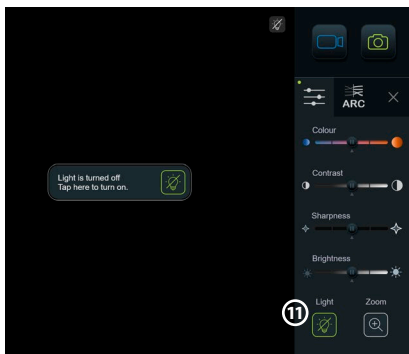 ARC
Colour
Contrast
Light is turned off
Tap here to turn on.
Sharpness
Brightness
Light Zoom
11